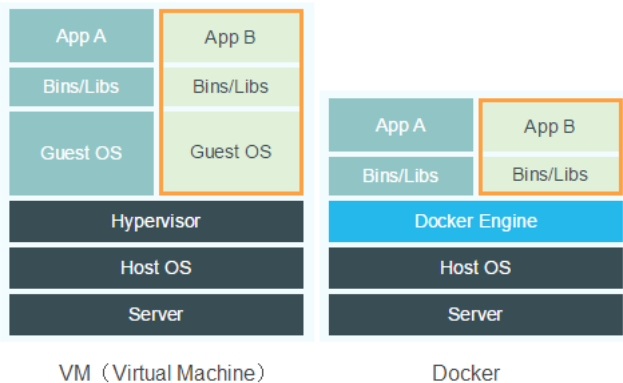 App A
App B
Bins/Libs
Bins/Libs
Guest OS
Guest OS
Hypervisor
Host OS
Server
VM（Virtual Machine）
App A
App B
Bins/Libs
Bins/Libs
Docker Engine
Host OS
Server
Docker